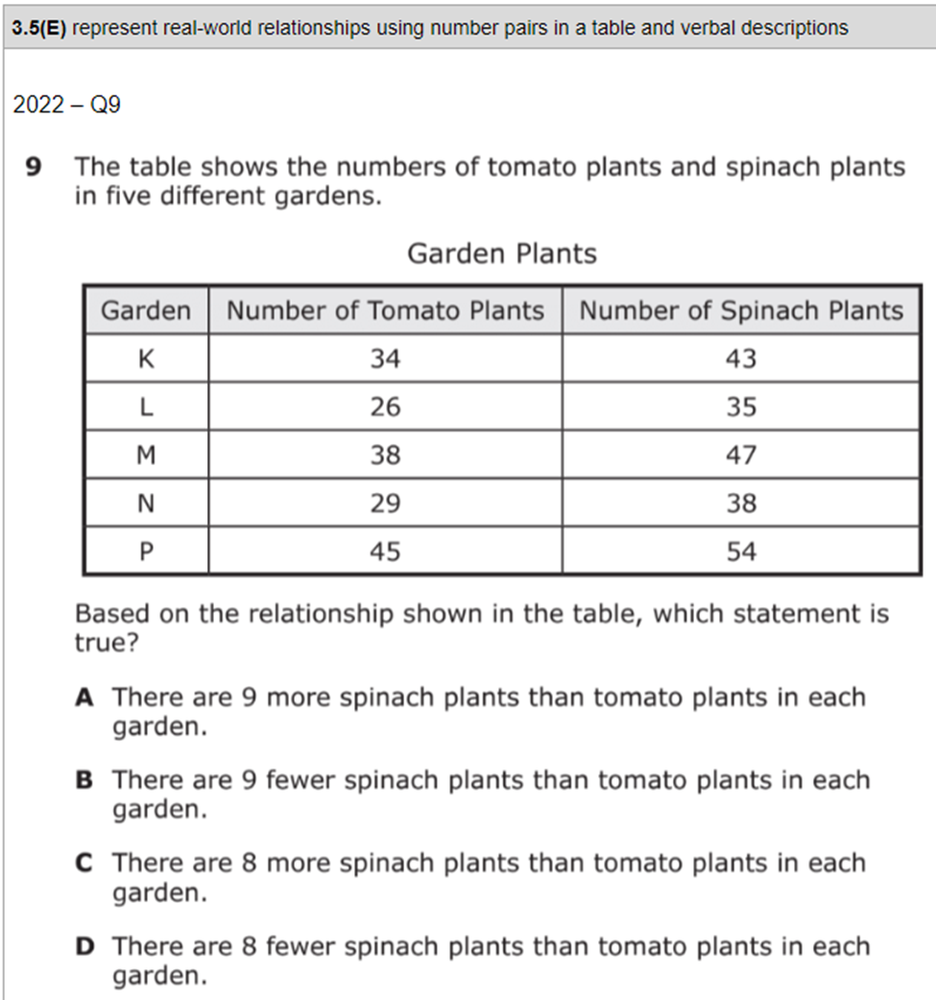 3.5(E) represent real-world relationships using number pairs in a table and verbal descriptions
2022 – Q9
9 The table shows the numbers of tomato plants and spinach plants
in five different gardens.
Garden Plants
Garden Number of Tomato Plants Number of Spinach Plants
K 34 43
L 26 35
M 38 47
N 29 38
P 45 54
Based on the relationship shown in the table, which statement is
true?
A There are 9 more spinach plants than tomato plants in each
garden.
B There are 9 fewer spinach plants than tomato plants in each
garden.
C There are 8 more spinach plants than tomato plants in each
garden.
D There are 8 fewer spinach plants than tomato plants in each
garden.